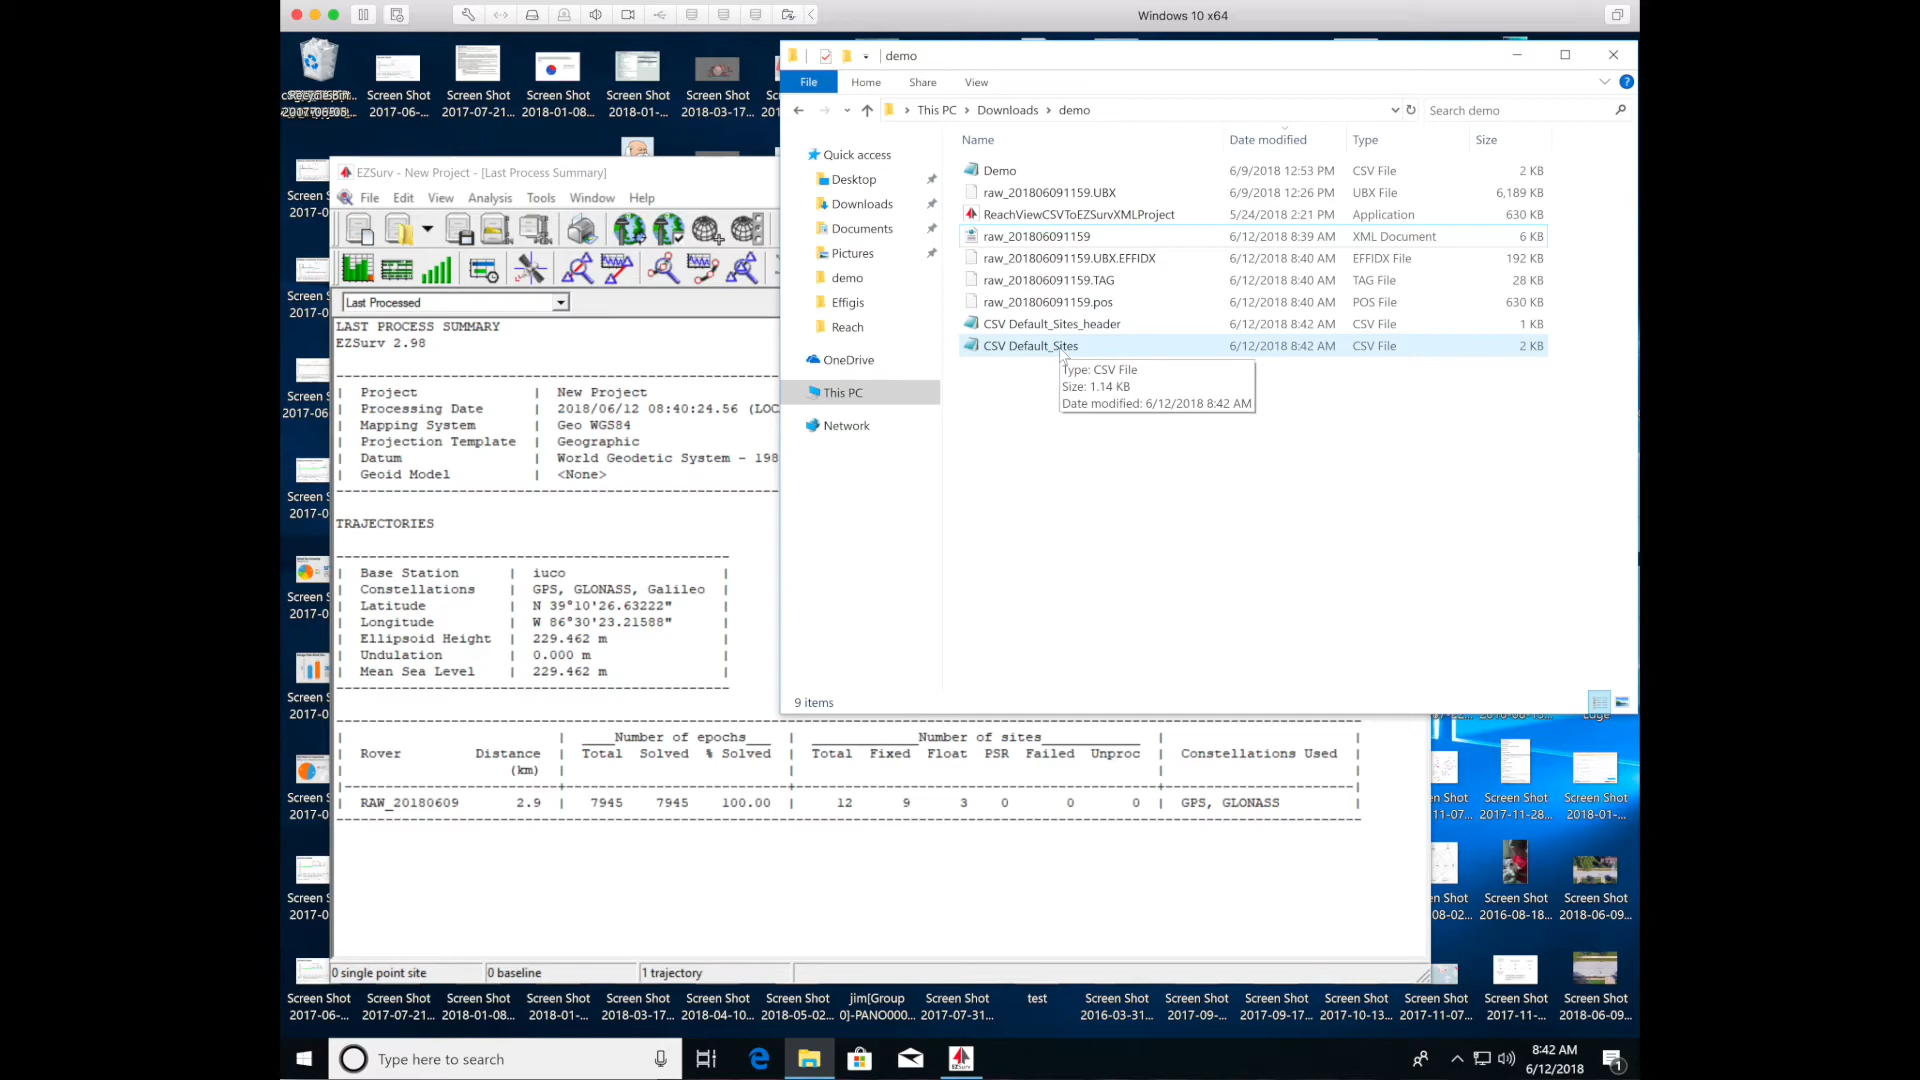 Windows 10 x64
demo
File Home Share View
This PC > Downloads > demo
Search demo
Name Date modified Type Size
Quick access
Desktop
Downloads
Documents
Pictures
demo
Effigis
Reach
OneDrive
This PC
Network
Demo 6/9/2018 12:53 PM CSV File 2 KB
raw_201806091159.UBX 6/9/2018 12:26 PM UBX File 6,189 KB
ReachViewCSVToEZSurvXMLProject 5/24/2018 2:21 PM Application 630 KB
raw_201806091159 6/12/2018 8:39 AM XML Document 6 KB
raw_201806091159.UBX.EFFIDX 6/12/2018 8:40 AM EFFIDX File 192 KB
raw_201806091159.TAG 6/12/2018 8:40 AM TAG File 28 KB
raw_201806091159.pos 6/12/2018 8:40 AM POS File 630 KB
CSV Default_Sites_header 6/12/2018 8:42 AM CSV File 1 KB
CSV Default_Sites 6/12/2018 8:42 AM CSV File 2 KB
Type: CSV File
Size: 1.14 KB
Date modified: 6/12/2018 8:42 AM
9 items
Screen Shot Screen Shot Screen Shot Screen Shot Screen Shot
2017-06-... 2017-07-21... 2018-01-08... 2018-01-... 2018-03-17...
EZSurv - New Project - [Last Process Summary]
File Edit View Analysis Tools Window Help
Last Processed
LAST PROCESS SUMMARY
EZSurv 2.98
| Project | New Project
| Processing Date | 2018/06/12 08:40:24.56 (LOC
| Mapping System | Geo WGS84
| Projection Template | Geographic
| Datum | World Geodetic System - 198
| Geoid Model | <None>
TRAJECTORIES
| Base Station | iuco |
| Constellations | GPS, GLONASS, Galileo |
| Latitude | N 39°10'26.63222" |
| Longitude | W 86°30'23.21588" |
| Ellipsoid Height | 229.462 m |
| Undulation | 0.000 m |
| Mean Sea Level | 229.462 m |
| | ____Number of epochs___ | ____________Number of sites____________ | |
| Rover Distance | Total Solved % Solved | Total Fixed Float PSR Failed Unproc | Constellations Used |
| (km) | | | |
| RAW_20180609 2.9 | 7945 7945 100.00 | 12 9 3 0 0 0 | GPS, GLONASS |
0 single point site 0 baseline 1 trajectory
Edge
Screen Shot Screen Shot
2017-11-28... 2018-01-...
Screen Shot Screen Shot
2016-08-18... 2018-06-09...
Screen Shot Screen Shot Screen Shot Screen Shot Screen Shot Screen Shot Screen Shot jim[Group Screen Shot test Screen Shot Screen Shot Screen Shot Screen Shot Screen Shot Screen Shot Screen Shot
2017-06-... 2017-07-21... 2018-01-08... 2018-01-... 2018-03-17... 2018-04-10... 2018-05-02... 0]-PANO000... 2017-07-31... 2016-03-31... 2017-09-... 2017-09-17... 2017-10-13... 2017-11-07... 2017-11-... 2018-06-09...
Type here to search
EZSurv
8:42 AM
6/12/2018
1